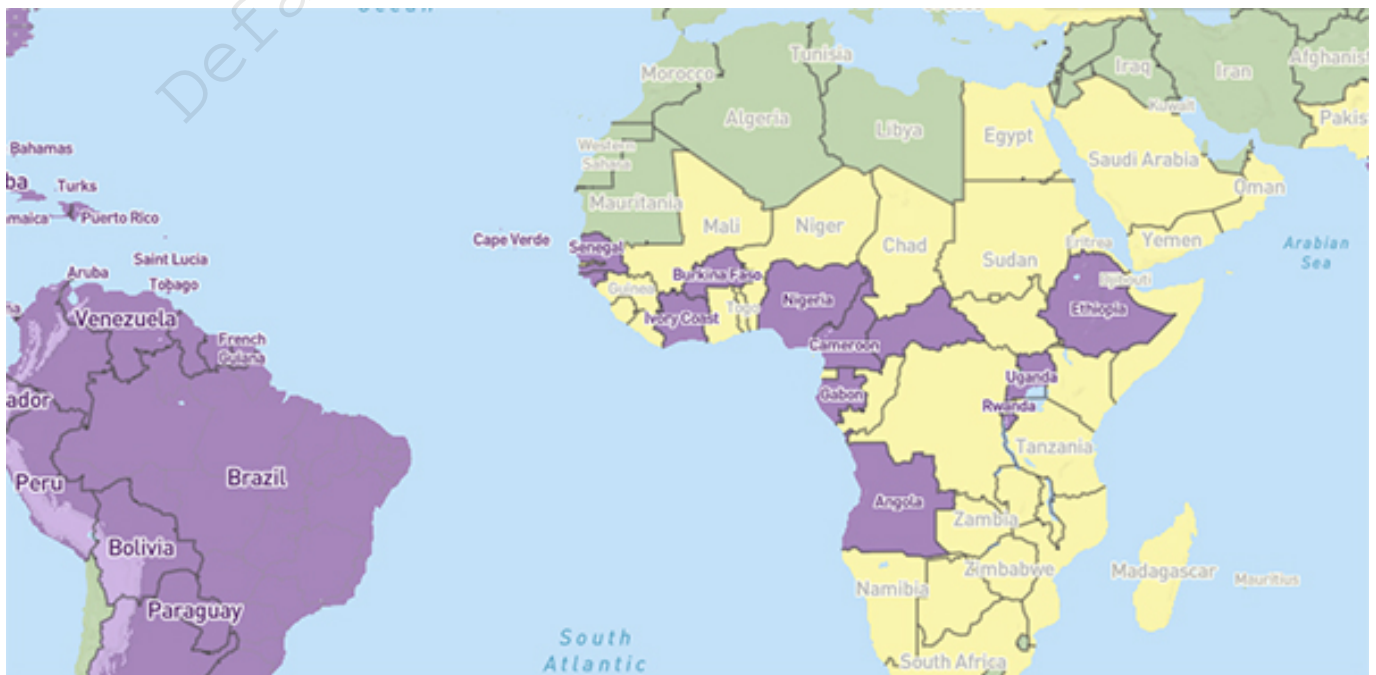 Ocean
Defa
Tunisia
Morocco
Iraq
Iran
Afghanist
Kuwait
Algeria
Libya
Egypt
Pakis
Western
Sahara
Bahamas
Saudi Arabia
ba
Turks
Oman
Mauritania
maica
Puerto Rico
Mali
Niger
Chad
Cape Verde
Senegal
Eritrea
Yemen
Arabian
Sea
Saint Lucia
Sudan
Aruba
Burkina Faso
Djibouti
Tobago
Guinea
Nigeria
Togo
Ethiopia
Venezuela
Ivory Coast
French
Guiana
Cameroon
Uganda
ador
Gabon
Rwanda
Tanzania
Brazil
Peru
Angola
Zambia
Bolivia
Zimbabwe
Madagascar
Mauritius
Namibia
Paraguay
South
Atlantic
South Africa